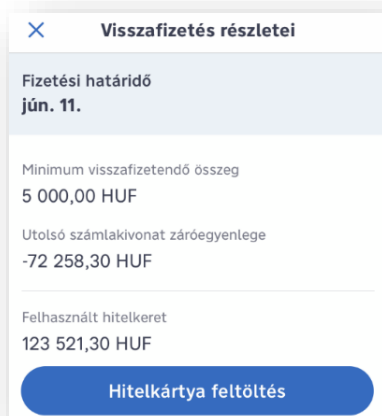 Visszafizetés részletei
Fizetési határidő
jún. 11.
Minimum visszafizetendő összeg
5 000,00 HUF
Utolsó számlakivonat záróegyenlege
-72 258,30 HUF
Felhasznált hitelkeret
123 521,30 HUF
Hitelkártya feltöltés